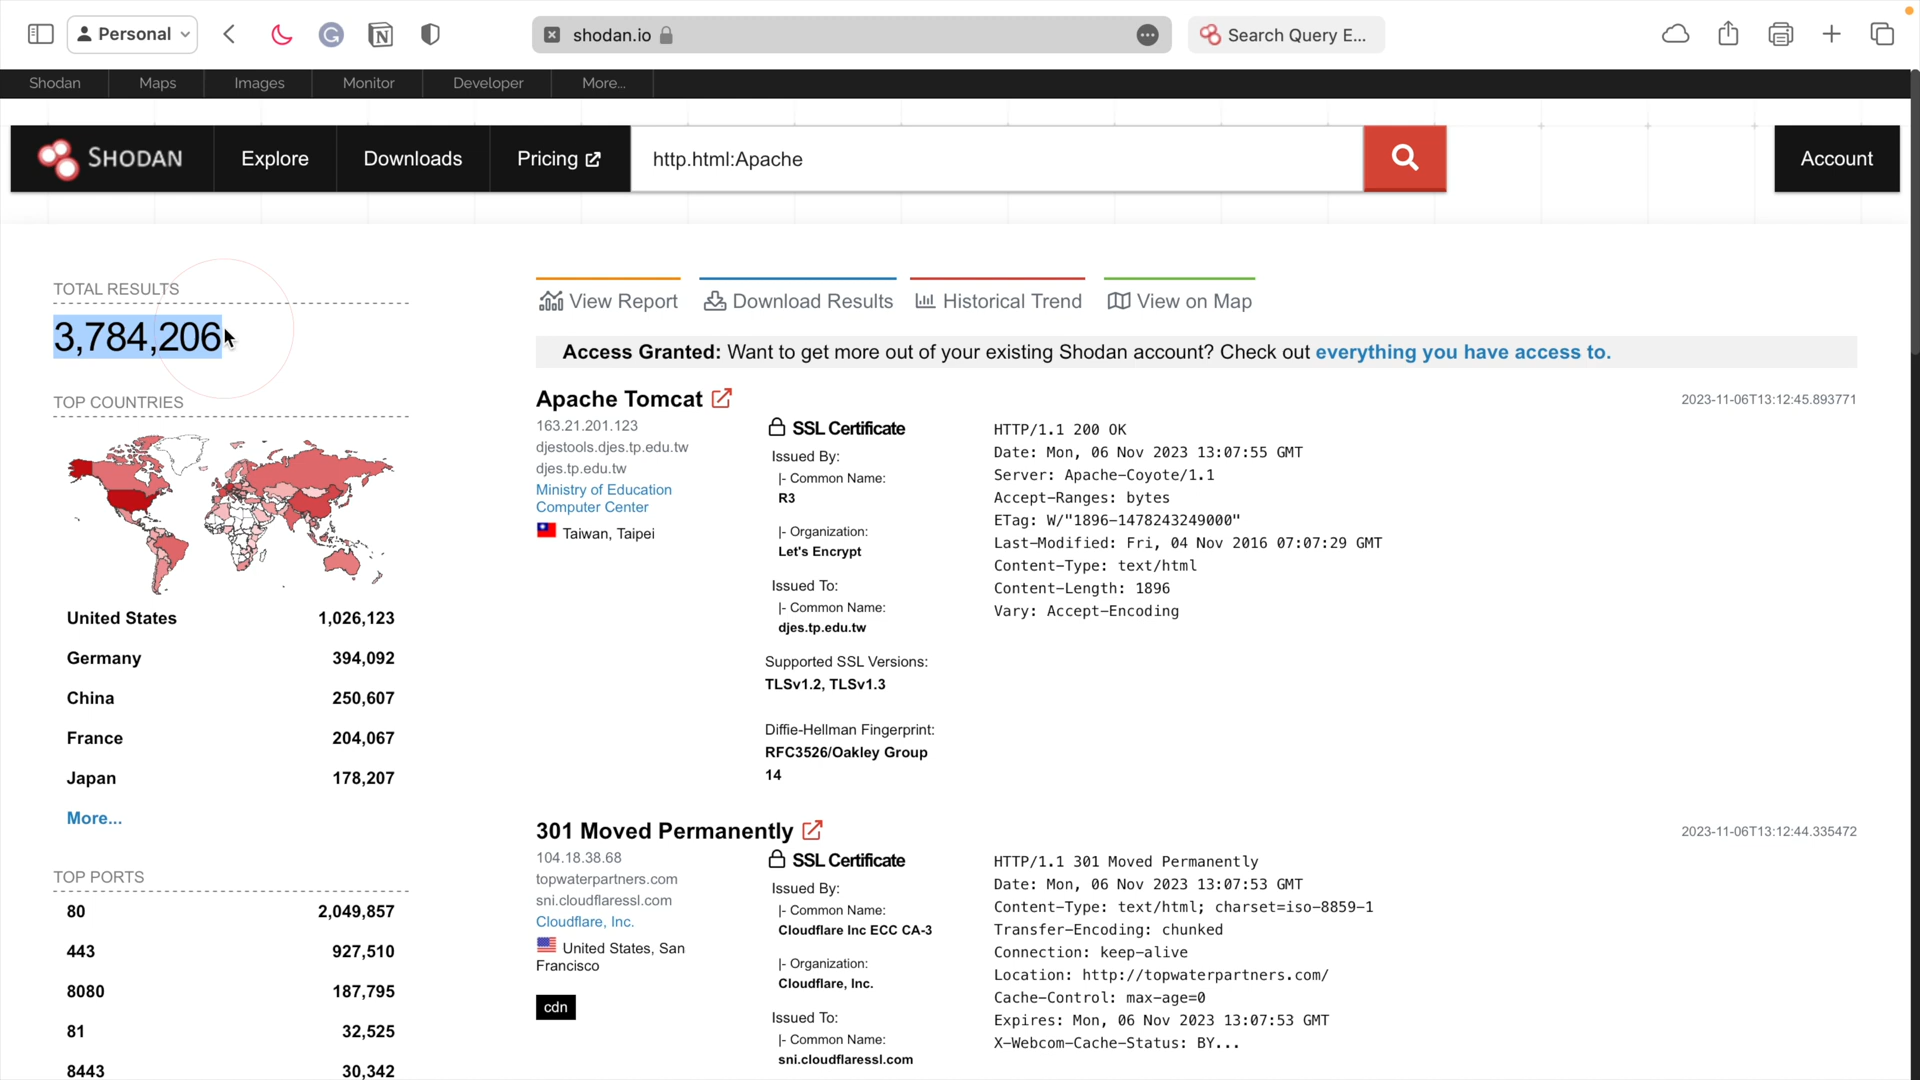 Personal
shodan.io
Search Query E...
Shodan
Maps
Images
Monitor
Developer
More...
SHODAN
Explore
Downloads
Pricing
http.html:Apache
Account
TOTAL RESULTS
3,784,206
TOP COUNTRIES
United States 1,026,123
Germany 394,092
China 250,607
France 204,067
Japan 178,207
More...
TOP PORTS
80 2,049,857
443 927,510
8080 187,795
81 32,525
8443 30,342
View Report
Download Results
Historical Trend
View on Map
Access Granted: Want to get more out of your existing Shodan account? Check out everything you have access to.
Apache Tomcat
2023-11-06T13:12:45.893771
163.21.201.123
djestools.djes.tp.edu.tw
djes.tp.edu.tw
Ministry of Education
Computer Center
Taiwan, Taipei
SSL Certificate
Issued By:
|- Common Name:
R3
|- Organization:
Let's Encrypt
Issued To:
|- Common Name:
djes.tp.edu.tw
Supported SSL Versions:
TLSv1.2, TLSv1.3
Diffie-Hellman Fingerprint:
RFC3526/Oakley Group
14
HTTP/1.1 200 OK
Date: Mon, 06 Nov 2023 13:07:55 GMT
Server: Apache-Coyote/1.1
Accept-Ranges: bytes
ETag: W/"1896-1478243249000"
Last-Modified: Fri, 04 Nov 2016 07:07:29 GMT
Content-Type: text/html
Content-Length: 1896
Vary: Accept-Encoding
301 Moved Permanently
2023-11-06T13:12:44.335472
104.18.38.68
topwaterpartners.com
sni.cloudflaressl.com
Cloudflare, Inc.
United States, San
Francisco
cdn
SSL Certificate
Issued By:
|- Common Name:
Cloudflare Inc ECC CA-3
|- Organization:
Cloudflare, Inc.
Issued To:
|- Common Name:
sni.cloudflaressl.com
HTTP/1.1 301 Moved Permanently
Date: Mon, 06 Nov 2023 13:07:53 GMT
Content-Type: text/html; charset=iso-8859-1
Transfer-Encoding: chunked
Connection: keep-alive
Location: http://topwaterpartners.com/
Cache-Control: max-age=0
Expires: Mon, 06 Nov 2023 13:07:53 GMT
X-Webcom-Cache-Status: BY...